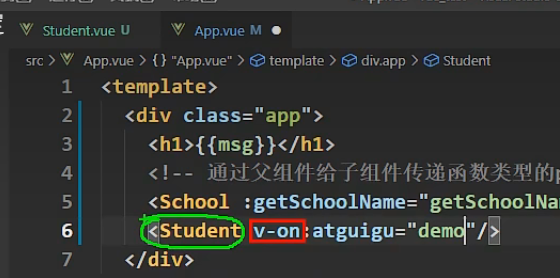 Student.vue U
App.vue M
src > App.vue > {} "App.vue" > template > div.app > Student
1 <template>
2 <div class="app">
3 <h1>{{msg}}</h1>
4 <!-- 通过父组件给子组件传递函数类型的
5 <School :getSchoolName="getSchoolNa
6 <Student v-on:atguigu="demo"/>
7 </div>